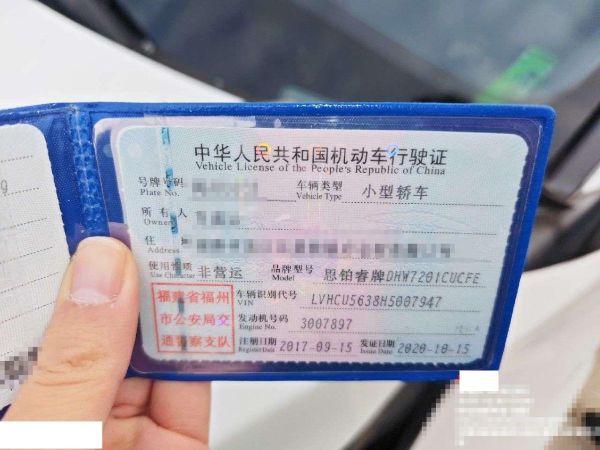 中华人民共和国机动车行驶证
Vehicle License of the People's Republic of China
号牌号码 车辆类型 小型轿车
Plate No. Vehicle Type
所有人
Owner
住
Address
使用性质 非营运 品牌型号 恩铂睿牌DHW7201CUCFE
Use Character Model
福建省福州 车辆识别代号 LVHCU5638H5007947
VIN
市公安局交 发动机号码 3007897
Engine No.
通警察支队 注册日期 2017-09-15 发证日期 2020-10-15
Register Date Issue Date
9